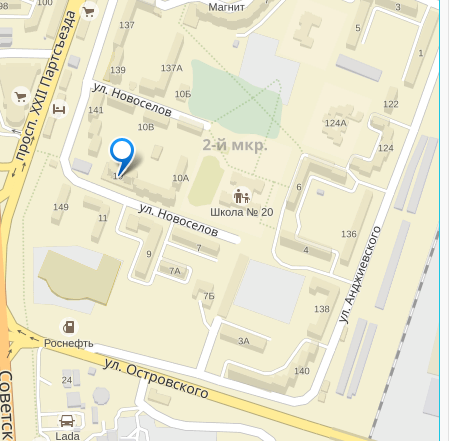 Магнит
137
5
1
139
137А
ул. Новоселов
10Б
122
141
10В
124А
124
просп. XXII Партсъезда
2-й мкр.
10А
6
Школа № 20
149
11
ул. Новоселов
136
9
7
4
7А
7Б
ул. Анджиевского
138
Роснефть
3А
140
ул. Островского
24
Советск
Lada